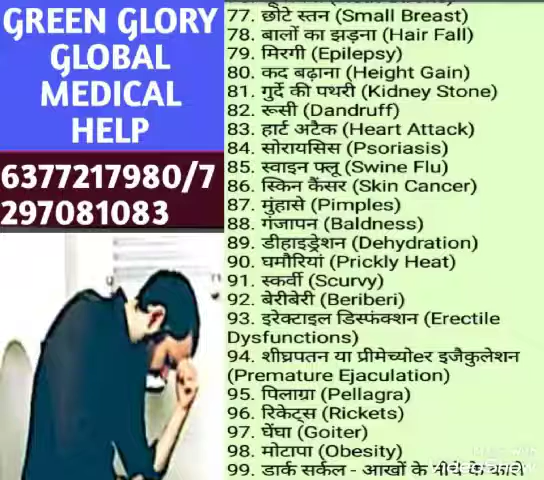 GREEN GLORY
GLOBAL
MEDICAL
HELP
6377217980/7
297081083
77. छोटे स्तन (Small Breast)
78. बालों का झड़ना (Hair Fall)
79. मिरगी (Epilepsy)
80. कद बढ़ाना (Height Gain)
81. गुर्दे की पथरी (Kidney Stone)
82. रूसी (Dandruff)
83. हार्ट अटैक (Heart Attack)
84. सोरायसिस (Psoriasis)
85. स्वाइन फ्लू (Swine Flu)
86. स्किन कैंसर (Skin Cancer)
87. मुंहासे (Pimples)
88. गंजापन (Baldness)
89. डीहाइड्रेशन (Dehydration)
90. घमौरियां (Prickly Heat)
91. स्कर्वी (Scurvy)
92. बेरीबेरी (Beriberi)
93. इरेक्टाइल डिस्फंक्शन (Erectile
Dysfunctions)
94. शीघ्रपतन या प्रीमेच्योer इजैकुलेशन
(Premature Ejaculation)
95. पिलाग्रा (Pellagra)
96. रिकेट्स (Rickets)
97. घेंघा (Goiter)
98. मोटापा (Obesity)
99. डार्क सर्कल - आखों के नीचे के काले